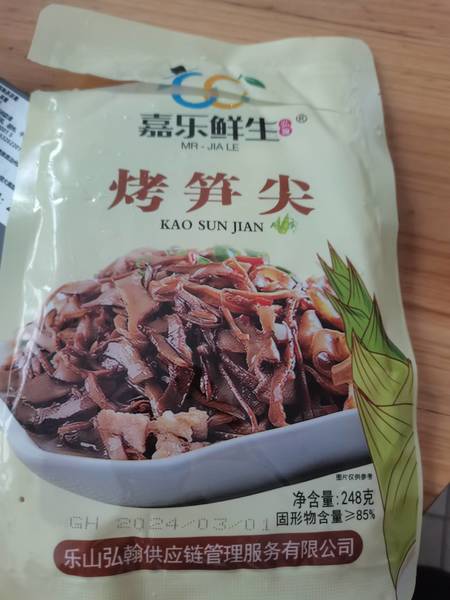 嘉乐鲜生®
MR-JIA LE
烤笋尖
KAO SUN JIAN
图片仅供参考
净含量:248克
固形物含量≥85%
GH 2024/03/01
乐山弘翰供应链管理服务有限公司